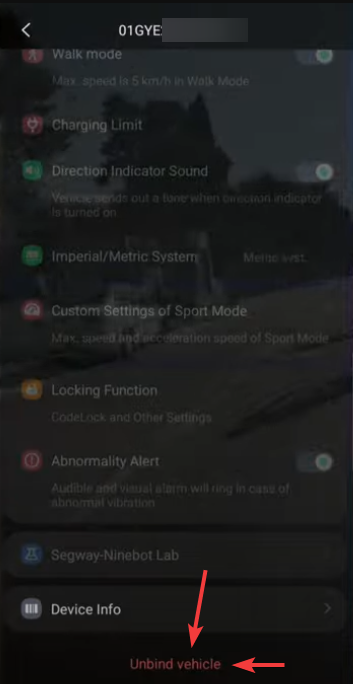 01GYE:
Walk mode
Max. speed is 5 km/h in Walk Mode
Charging Limit
Direction Indicator Sound
Vehicle sends out a tone when direction indicator
is turned on
Imperial/Metric System
Custom Settings of Sport Mode
Max. speed and acceleration speed of Sport Mode
Locking Function
CodeLock and Other Settings
Abnormality Alert
Audible and visual alarm will ring in case of
abnormal vibration
Segway-Ninebot Lab
Device Info
Unbind vehicle